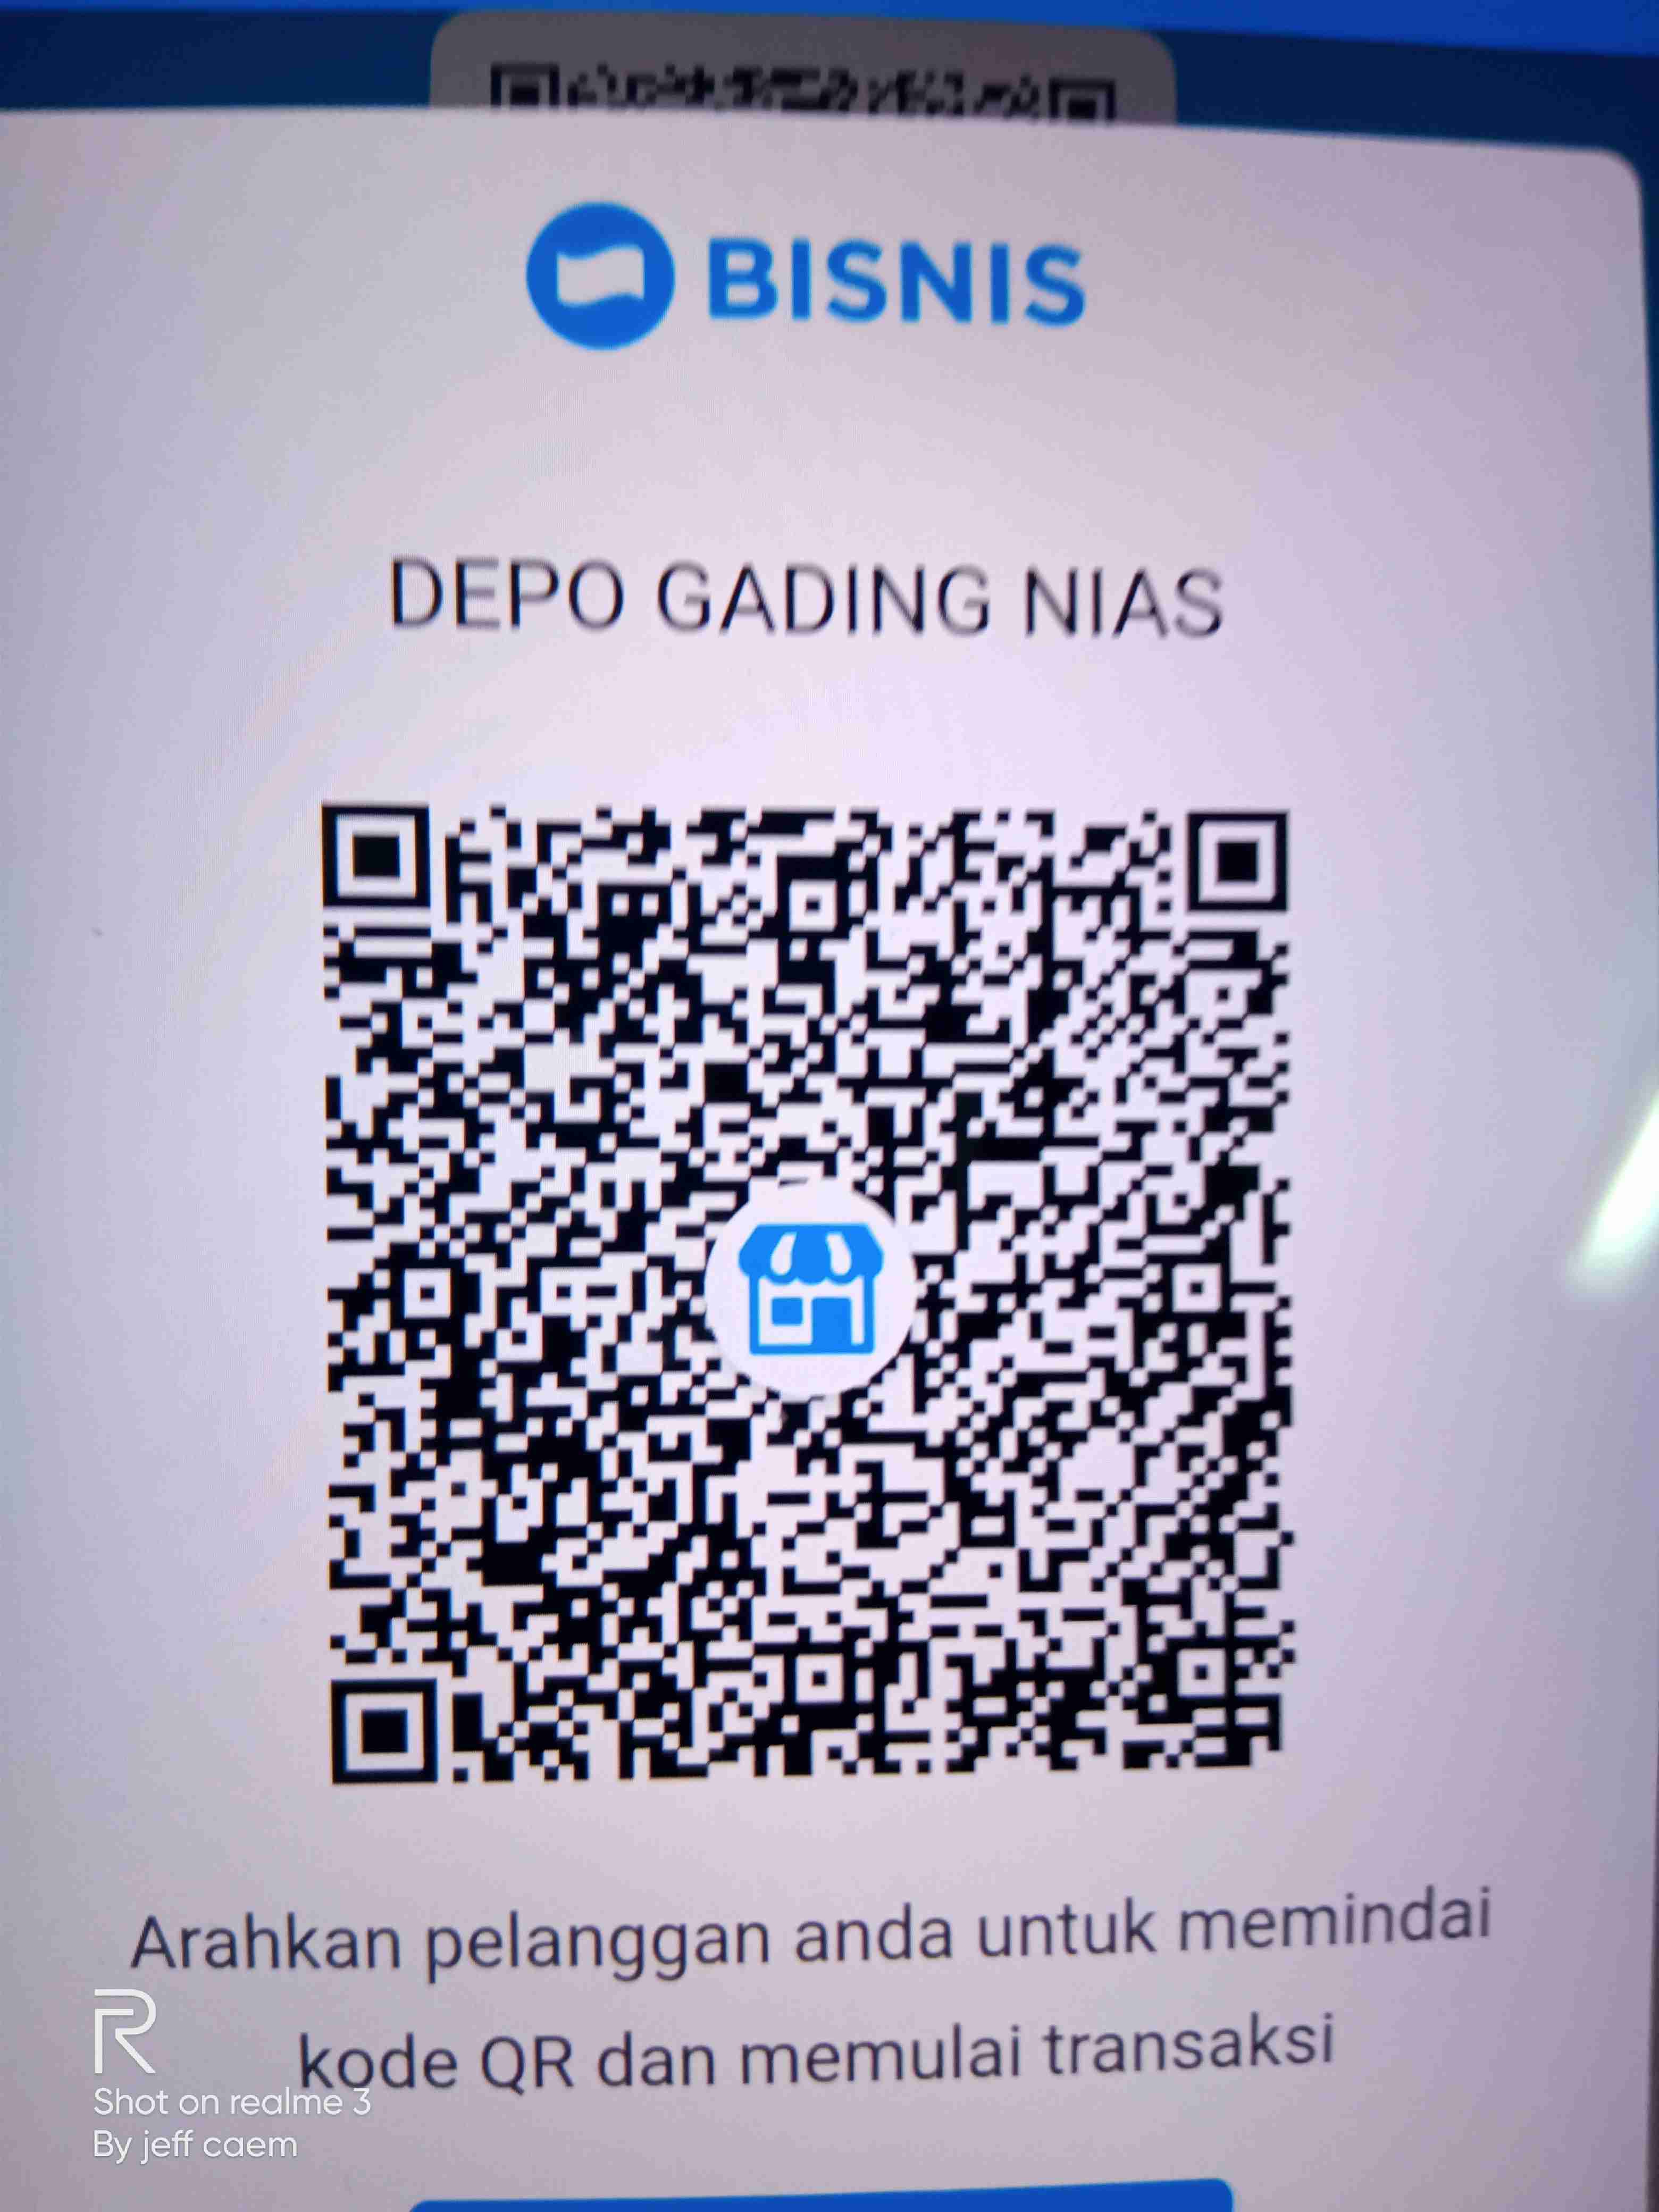 BISNIS
DEPO GADING NIAS
Arahkan pelanggan anda untuk memindai
kode QR dan memulai transaksi
Shot on realme 3
By jeff caem